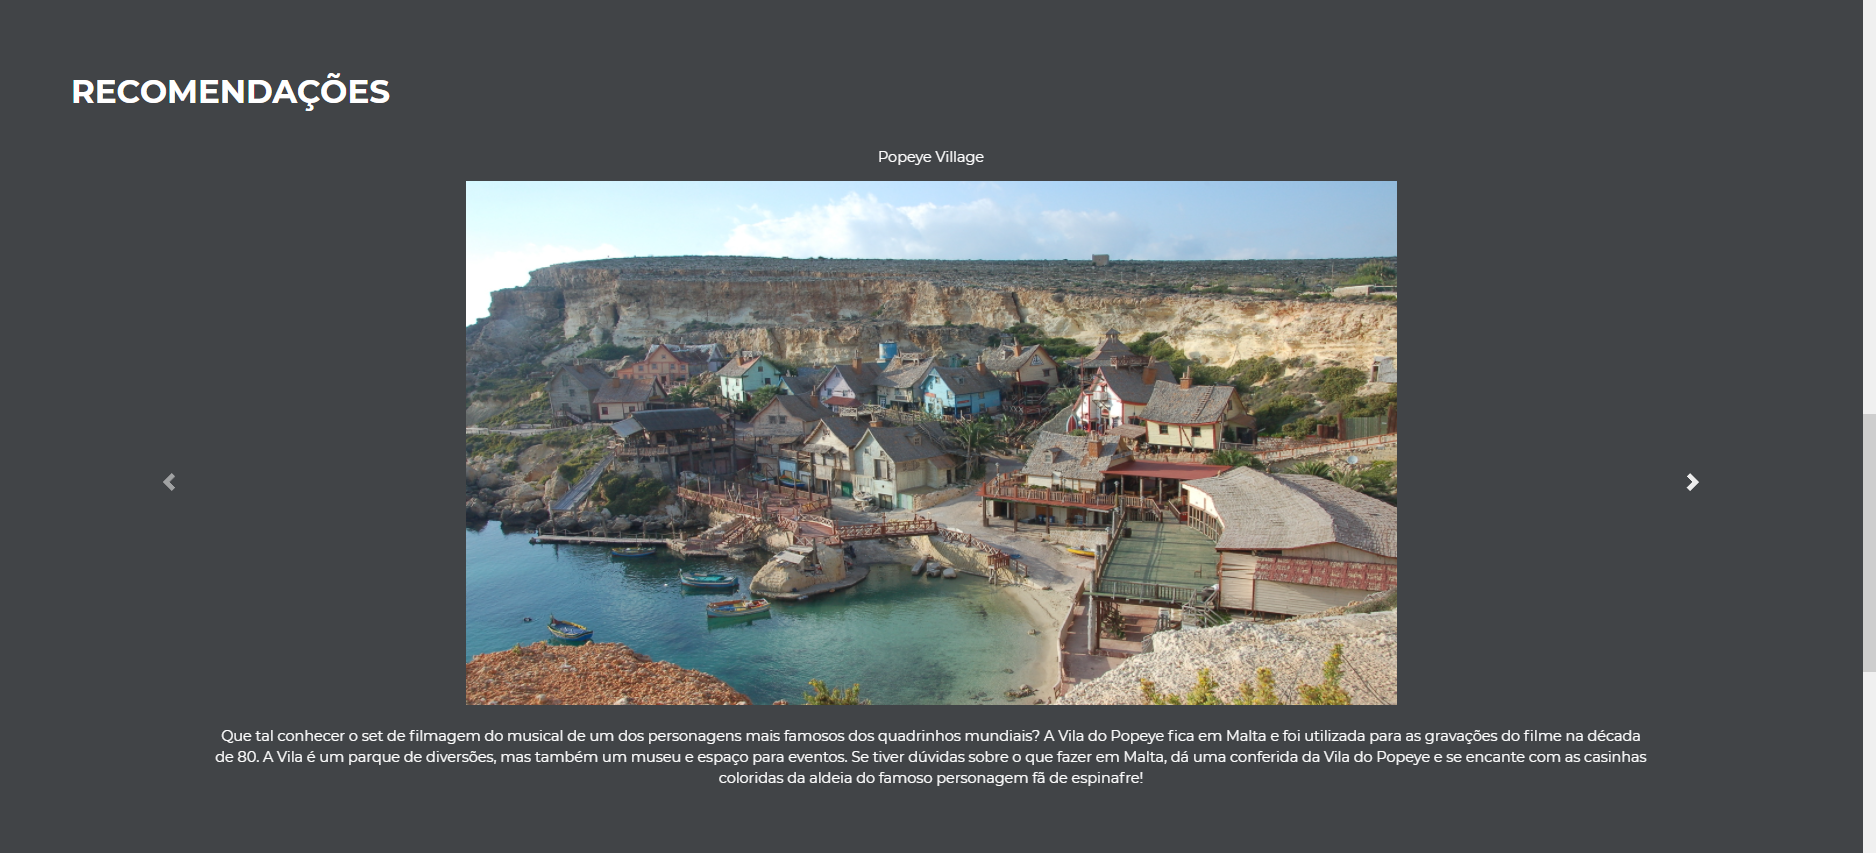 RECOMENDAÇÕES
Popeye Village
Que tal conhecer o set de filmagem do musical de um dos personagens mais famosos dos quadrinhos mundiais? A Vila do Popeye fica em Malta e foi utilizada para as gravações do filme na década
de 80. A Vila é um parque de diversões, mas também um museu e espaço para eventos. Se tiver dúvidas sobre o que fazer em Malta, dá uma conferida da Vila do Popeye e se encante com as casinhas
coloridas da aldeia do famoso personagem fã de espinafre!